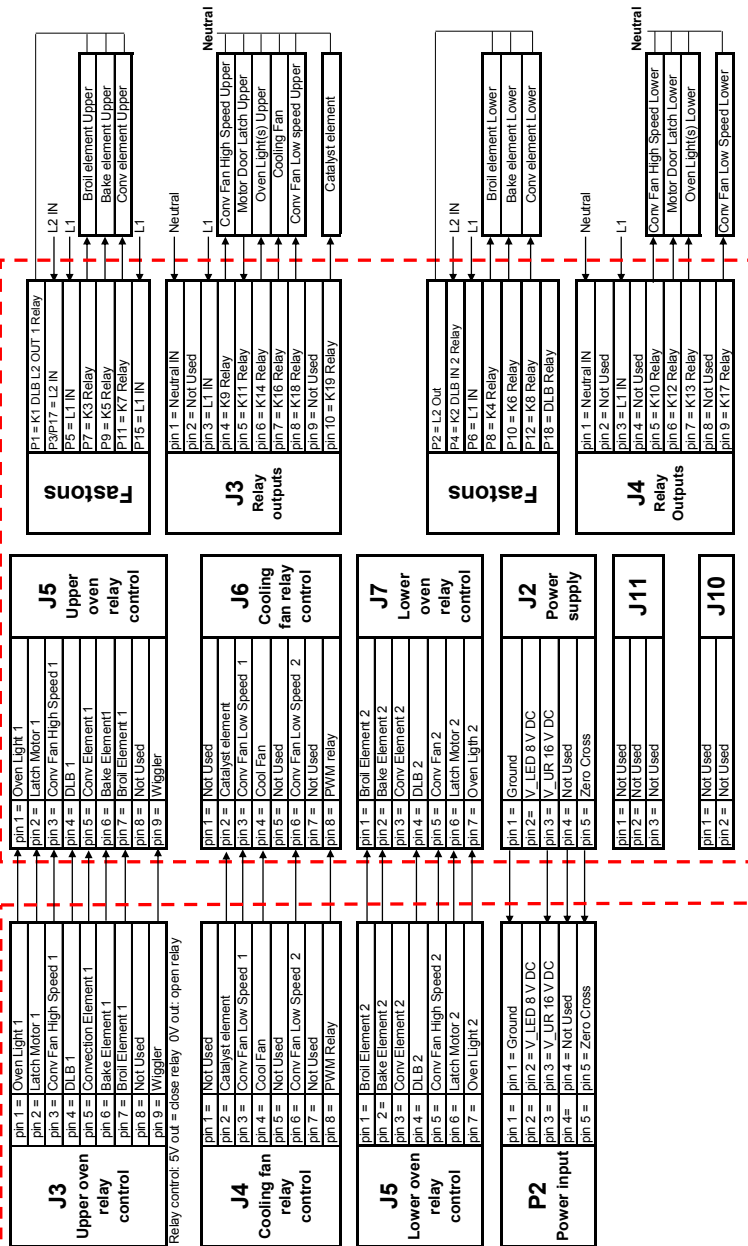 J3
Upper oven
relay
control
pin 1 = Oven Light 1
pin 2 = Latch Motor 1
pin 3 = Conv Fan High Speed 1
pin 4 = DLB 1
pin 5 = Convection Element 1
pin 6 = Bake Element 1
pin 7 = Broil Element 1
pin 8 = Not Used
pin 9 = Wiggler
Relay control: 5V out = close relay 0V out: open relay
J4
Cooling fan
relay
control
pin 1 = Not Used
pin 2 = Catalyst element
pin 3 = Conv Fan Low Speed 1
pin 4 = Cool Fan
pin 5 = Not Used
pin 6 = Conv Fan Low Speed 2
pin 7 = Not Used
pin 8 = PWM Relay
J5
Lower oven
relay
control
pin 1 = Broil Element 2
pin 2= Bake Element 2
pin 3 = Conv Element 2
pin 4 = DLB 2
pin 5 = Conv Fan High Speed 2
pin 6 = Latch Motor 2
pin 7 = Oven Light 2
P2
Power input
pin 1 = pin 1 = Ground
pin 2 = pin 2 = V_LED 8 V DC
pin 3 = pin 3 = V_UR 16 V DC
pin 4= pin 4 = Not Used
pin 5 = pin 5 = Zero Cross
pin 1 = Oven Light 1
pin2 = Latch Motor 1
pin 3 = Conv Fan High Speed 1
pin 4 = DLB 1
pin 5 = Conv Element 1
pin 6 = Bake Element1
pin 7 = Broil Element 1
pin 8 = Not Used
pin 9 = Wiggler
J5
Upper
oven
relay
control
pin 1 = Not Used
pin 2 = Catalyst element
pin 3 = Conv Fan Low Speed 1
pin 4 = Cool Fan
pin 5 = Not Used
pin 6 = Conv Fan Low Speed 2
pin 7 = Not Used
pin 8 = PWM relay
J6
Cooling
fan relay
control
pin 1 = Broil Element 2
pin 2 = Bake Element 2
pin 3 = Conv Element 2
pin 4 = DLB 2
pin 5 = Conv Fan 2
pin 6 = Latch Motor 2
pin 7 = Oven Ligth 2
J7
Lower
oven
relay
control
pin 1 = Ground
pin 2= V_LED 8 V DC
pin 3 = V_UR 16 V DC
pin 4 = Not Used
pin 5 = Zero Cross
J2
Power
supply
pin 1 = Not Used
pin 2 = Not Used
pin 3 = Not Used
J11
pin 1 = Not Used
pin 2 = Not Used
J10
Fastons
P1 = K1 DLB L2 OUT 1 Relay
P3/P17 = L2 IN
P5 = L1 IN
P7 = K3 Relay
P9 = K5 Relay
P11 = K7 Relay
P15 = L1 IN
L2 IN
L1
Broil element Upper
Bake element Upper
Conv element Upper
L1
J3
Relay
outputs
pin 1 = Neutral IN
pin 2 = Not Used
pin 3 = L1 IN
pin 4 = K9 Relay
pin 5 = K11 Relay
pin 6 = K14 Relay
pin 7 = K16 Relay
pin 8 = K18 Relay
pin 9 = Not Used
pin 10 = K19 Relay
Neutral
L1
Neutral
Conv Fan High Speed Upper
Motor Door Latch Upper
Oven Light(s) Upper
Cooling Fan
Conv Fan Low speed Upper
Catalyst element
Fastons
P2 = L2 Out
P4 = K2 DLB IN 2 Relay
P6 = L1 IN
P8 = K4 Relay
P10 = K6 Relay
P12 = K8 Relay
P18 = DLB Relay
L2 IN
L1
Broil element Lower
Bake element Lower
Conv element Lower
J4
Relay
Outputs
pin 1 = Neutral IN
pin 2 = Not Used
pin 3 = L1 IN
pin 4 = Not Used
pin 5 = K10 Relay
pin 6 = K12 Relay
pin 7 = K13 Relay
pin 8 = Not Used
pin 9 = K17 Relay
Neutral
L1
Neutral
Conv Fan High Speed Lower
Motor Door Latch Lower
Oven Light(s) Lower
Conv Fan Low Speed Lower